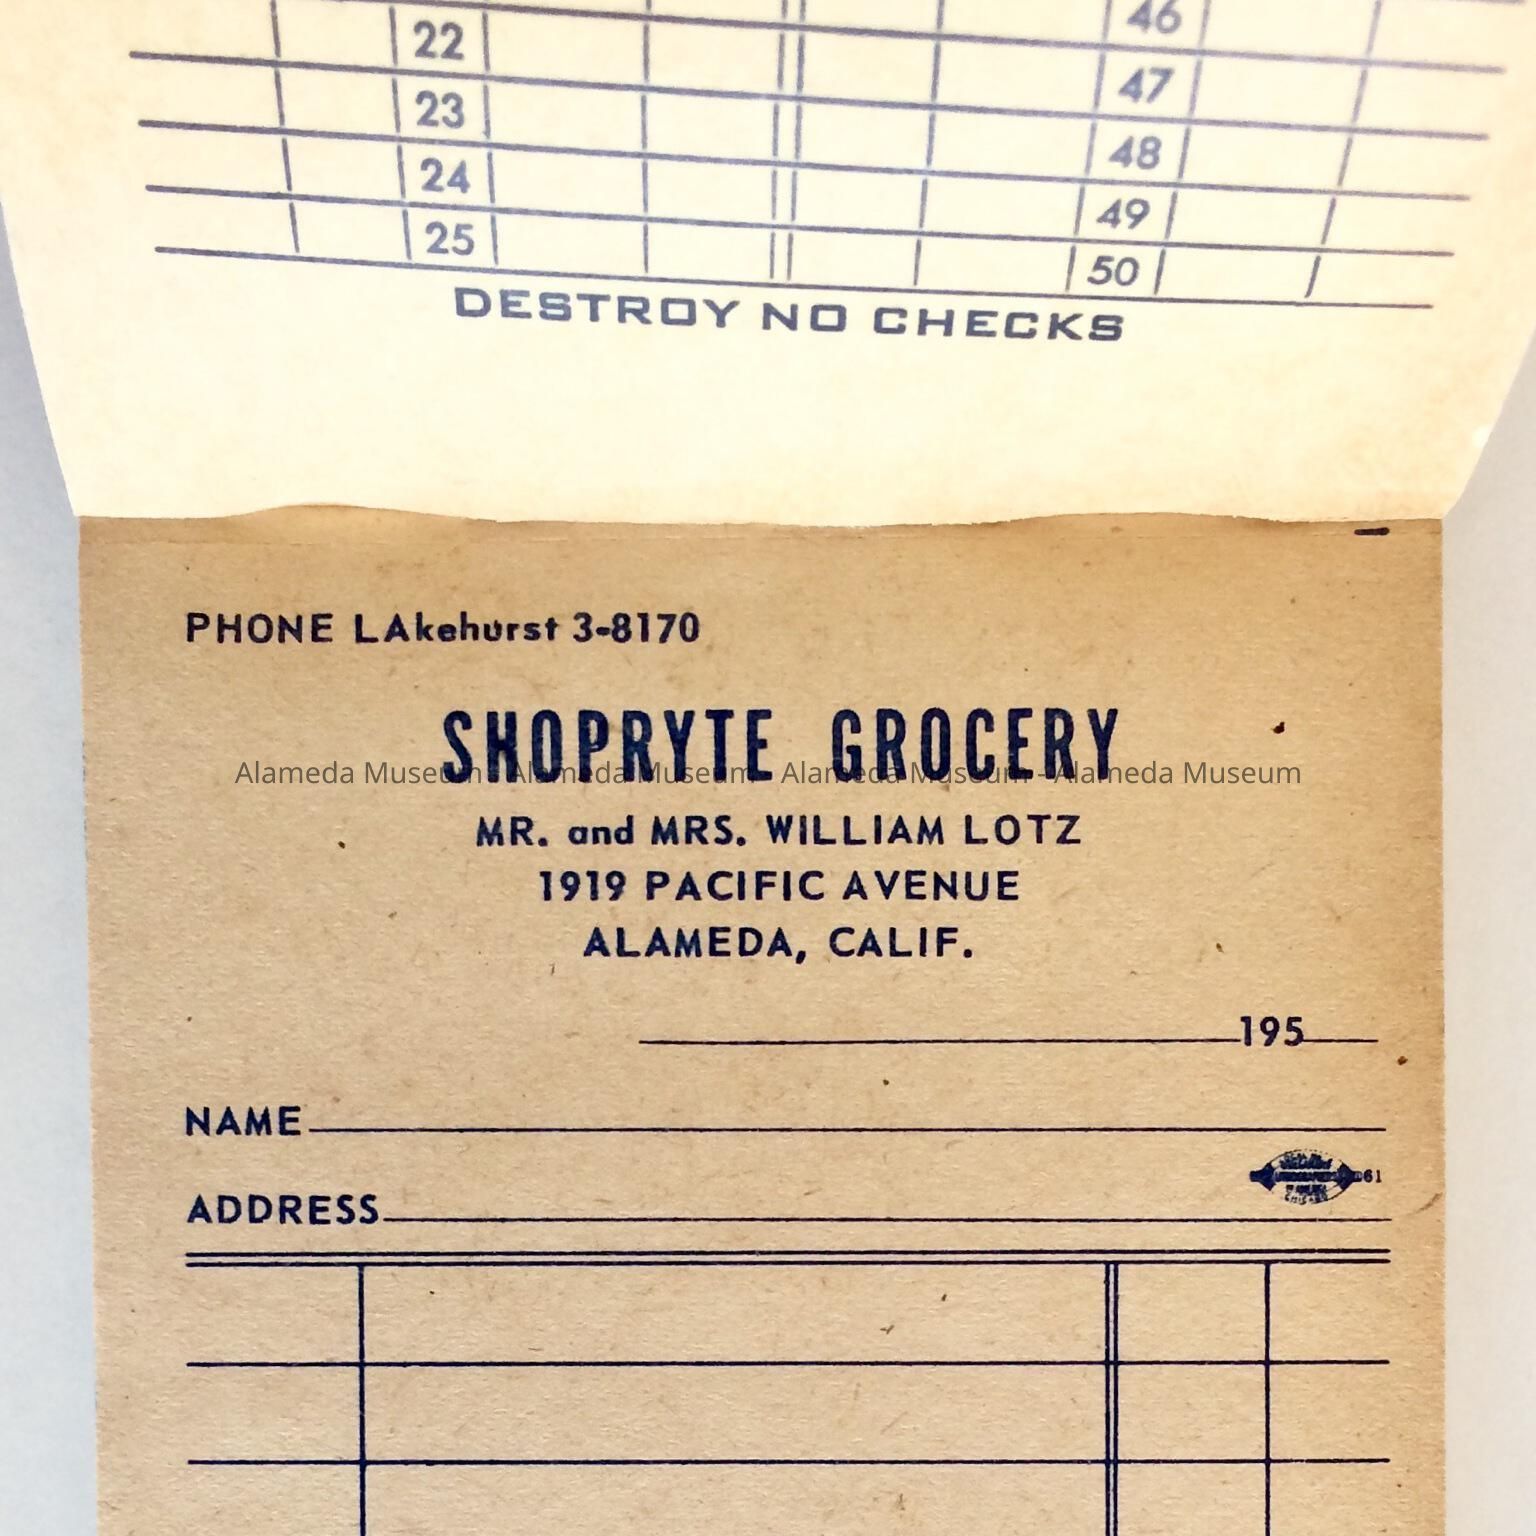 22 46
23 47
24 48
25 49
50
DESTROY NO CHECKS
PHONE LAkehurst 3-8170
SHOPRYTE GROCERY
Alameda Museum - Alameda Museum - Alameda Museum - Alameda Museum
MR. and MRS. WILLIAM LOTZ
1919 PACIFIC AVENUE
ALAMEDA, CALIF.
195
NAME
61
ADDRESS